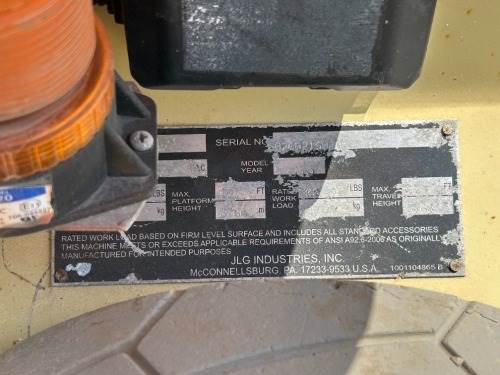 SERIAL NO.
MODEL
YEAR
LBS MAX. PLATFORM HEIGHT FT RATED WORK LOAD LBS MAX. TRAVEL HEIGHT FT
kg m kg
RATED WORK LOAD BASED ON FIRM LEVEL SURFACE AND INCLUDES ALL STANDARD ACCESSORIES
THIS MACHINE MEETS OR EXCEEDS APPLICABLE REQUIREMENTS OF ANSI A92.6-2006 AS ORIGINALLY
MANUFACTURED FOR INTENDED PURPOSES
JLG INDUSTRIES, INC.
McCONNELLSBURG, PA. 17233-9533 U.S.A. 1001104865 B